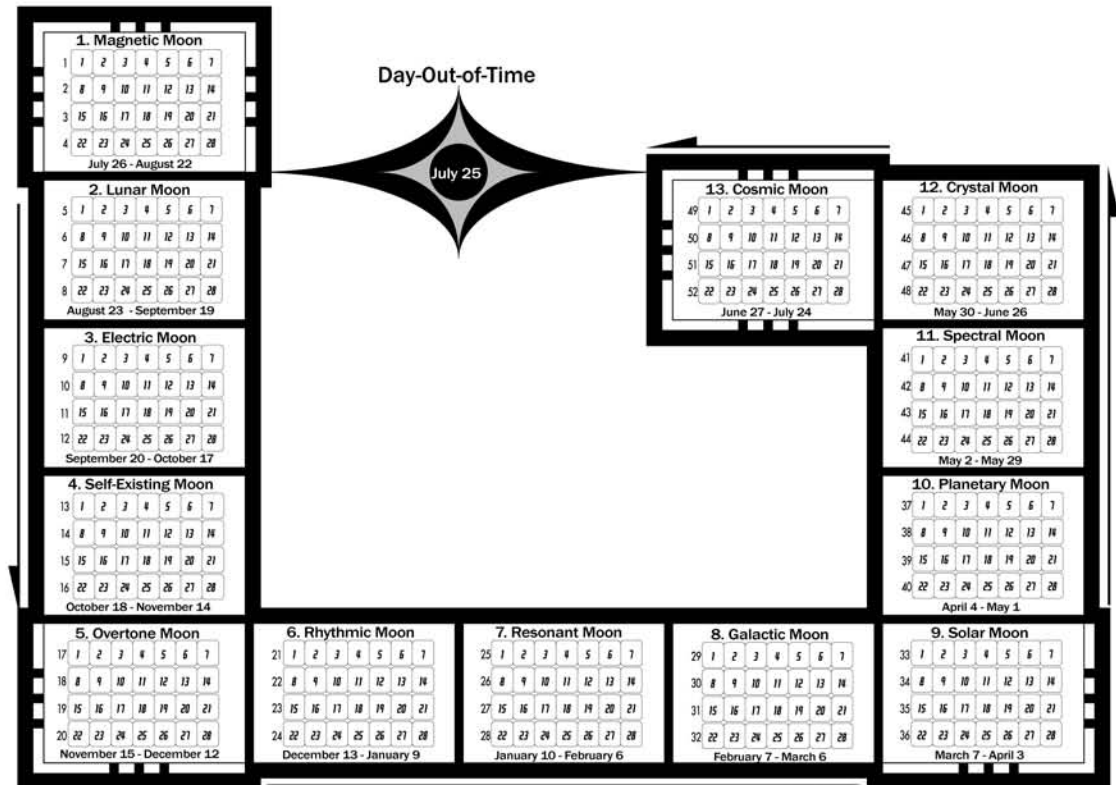 1. Magnetic Moon
1 1 2 3 4 5 6 7
2 8 9 10 11 12 13 14
3 15 16 17 18 19 20 21
4 22 23 24 25 26 27 28
July 26 - August 22
Day-Out-of-Time
July 25
2. Lunar Moon
5 1 2 3 4 5 6 7
6 8 9 10 11 12 13 14
7 15 16 17 18 19 20 21
8 22 23 24 25 26 27 28
August 23 - September 19
3. Electric Moon
9 1 2 3 4 5 6 7
10 8 9 10 11 12 13 14
11 15 16 17 18 19 20 21
12 22 23 24 25 26 27 28
September 20 - October 17
4. Self-Existing Moon
13 1 2 3 4 5 6 7
14 8 9 10 11 12 13 14
15 15 16 17 18 19 20 21
16 22 23 24 25 26 27 28
October 18 - November 14
5. Overtone Moon
17 1 2 3 4 5 6 7
18 8 9 10 11 12 13 14
19 15 16 17 18 19 20 21
20 22 23 24 25 26 27 28
November 15 - December 12
6. Rhythmic Moon
21 1 2 3 4 5 6 7
22 8 9 10 11 12 13 14
23 15 16 17 18 19 20 21
24 22 23 24 25 26 27 28
December 13 - January 9
7. Resonant Moon
25 1 2 3 4 5 6 7
26 8 9 10 11 12 13 14
27 15 16 17 18 19 20 21
28 22 23 24 25 26 27 28
January 10 - February 6
8. Galactic Moon
29 1 2 3 4 5 6 7
30 8 9 10 11 12 13 14
31 15 16 17 18 19 20 21
32 22 23 24 25 26 27 28
February 7 - March 6
9. Solar Moon
33 1 2 3 4 5 6 7
34 8 9 10 11 12 13 14
35 15 16 17 18 19 20 21
36 22 23 24 25 26 27 28
March 7 - April 3
10. Planetary Moon
37 1 2 3 4 5 6 7
38 8 9 10 11 12 13 14
39 15 16 17 18 19 20 21
40 22 23 24 25 26 27 28
April 4 - May 1
11. Spectral Moon
41 1 2 3 4 5 6 7
42 8 9 10 11 12 13 14
43 15 16 17 18 19 20 21
44 22 23 24 25 26 27 28
May 2 - May 29
12. Crystal Moon
45 1 2 3 4 5 6 7
46 8 9 10 11 12 13 14
47 15 16 17 18 19 20 21
48 22 23 24 25 26 27 28
May 30 - June 26
13. Cosmic Moon
49 1 2 3 4 5 6 7
50 8 9 10 11 12 13 14
51 15 16 17 18 19 20 21
52 22 23 24 25 26 27 28
June 27 - July 24